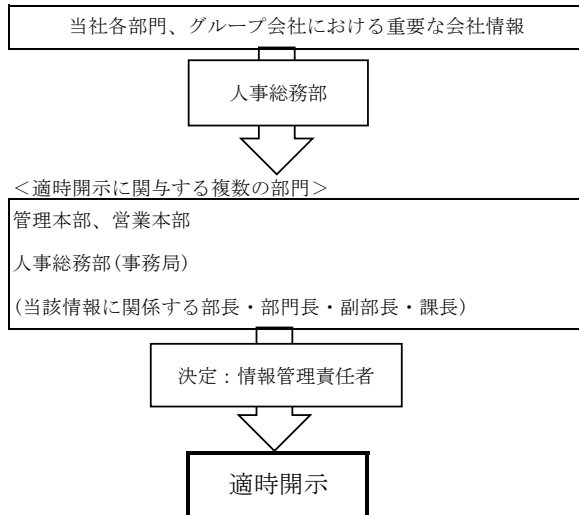 当社各部門、グループ会社における重要な会社情報
人事総務部
＜適時開示に関与する複数の部門＞
管理本部、営業本部
人事総務部(事務局)
(当該情報に関係する部長・部門長・副部長・課長)
決定：情報管理責任者
適時開示